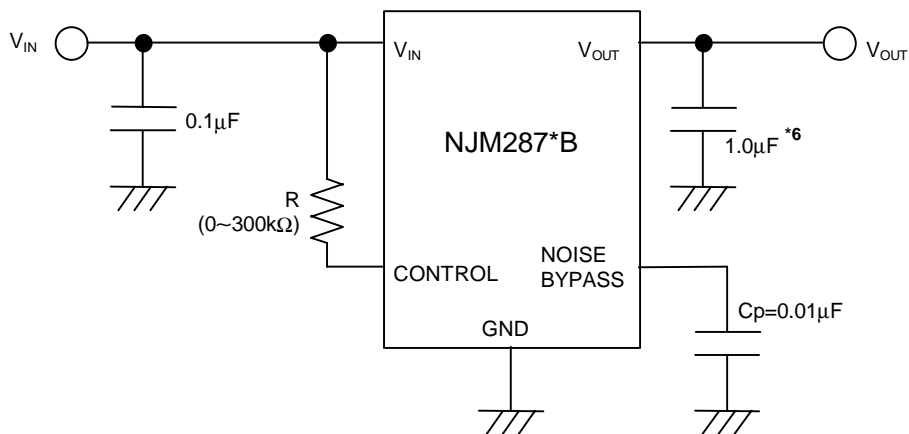 V_IN
V_IN
V_OUT
V_OUT
0.1μF
NJM287*B
1.0μF *6
R
(0~300kΩ)
CONTROL
NOISE
BYPASS
GND
Cp=0.01μF